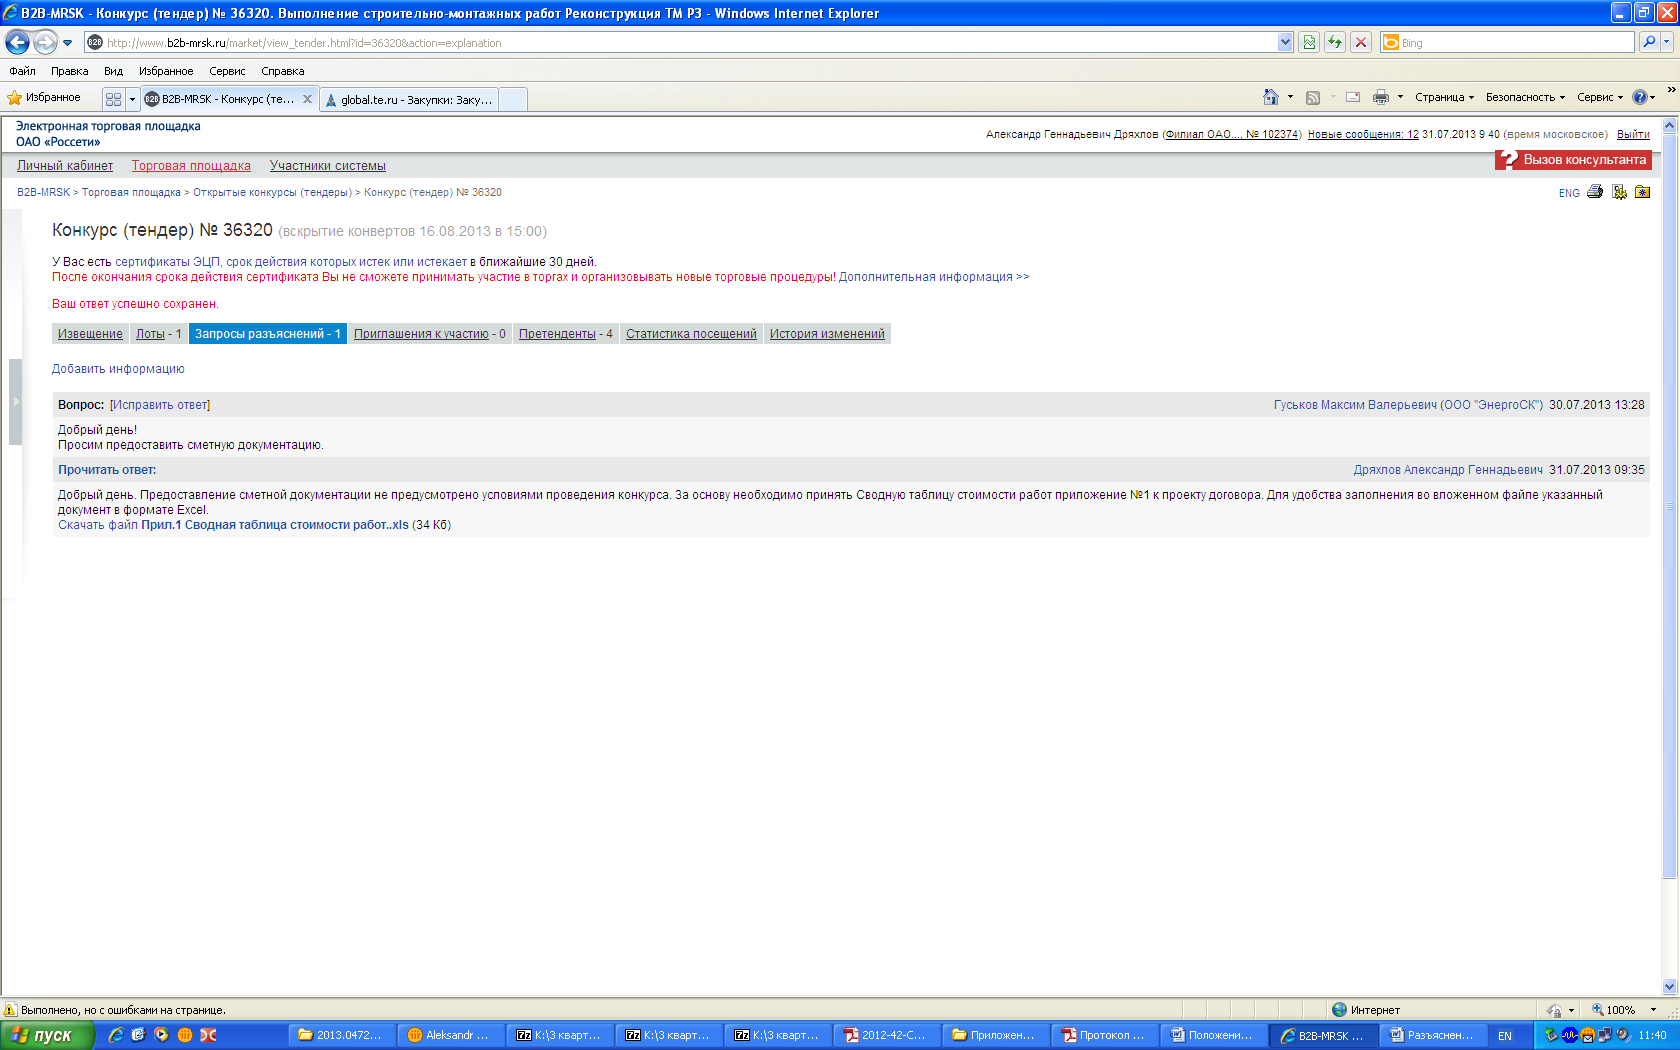 B2B-MRSK - Конкурс (тендер) № 36320. Выполнение строительно-монтажных работ Реконструкция ТМ Р3 - Windows Internet Explorer
http://www.b2b-mrsk.ru/market/view_tender.html?id=36320&action=explanation
Bing
Файл Правка Вид Избранное Сервис Справка
Избранное B2B-MRSK - Конкурс (те... global.te.ru - Закупки: Заку... Страница Безопасность Сервис
Электронная торговая площадка
ОАО «Россети»
Александр Геннадьевич Дряхлов (Филиал ОАО..., № 102374) Новые сообщения: 12 31.07.2013 9 40 (время московское) Выйти
Личный кабинет Торговая площадка Участники системы
Вызов консультанта
B2B-MRSK > Торговая площадка > Открытые конкурсы (тендеры) > Конкурс (тендер) № 36320
ENG
Конкурс (тендер) № 36320 (вскрытие конвертов 16.08.2013 в 15:00)
У Вас есть сертификаты ЭЦП, срок действия которых истек или истекает в ближайшие 30 дней.
После окончания срока действия сертификата Вы не сможете принимать участие в торгах и организовывать новые торговые процедуры! Дополнительная информация >>
Ваш ответ успешно сохранен.
Извещение Лоты - 1 Запросы разъяснений - 1 Приглашения к участию - 0 Претенденты - 4 Статистика посещений История изменений
Добавить информацию
Вопрос: [Исправить ответ] Гуськов Максим Валерьевич (ООО "ЭнергоСК") 30.07.2013 13:28
Добрый день!
Просим предоставить сметную документацию.
Прочитать ответ: Дряхлов Александр Геннадьевич 31.07.2013 09:35
Добрый день. Предоставление сметной документации не предусмотрено условиями проведения конкурса. За основу необходимо принять Сводную таблицу стоимости работ приложение №1 к проекту договора. Для удобства заполнения во вложенном файле указанный
документ в формате Excel.
Скачать файл Прил.1 Сводная таблица стоимости работ..xls (34 Кб)
Выполнено, но с ошибками на странице. Интернет 100%
пуск 2013.0472... Aleksandr ... K:\3 кварт... K:\3 кварт... K:\3 кварт... 2012-42-С... Приложен... Протокол ... Положени... B2B-MRSK ... Разъяснен... EN 11:40